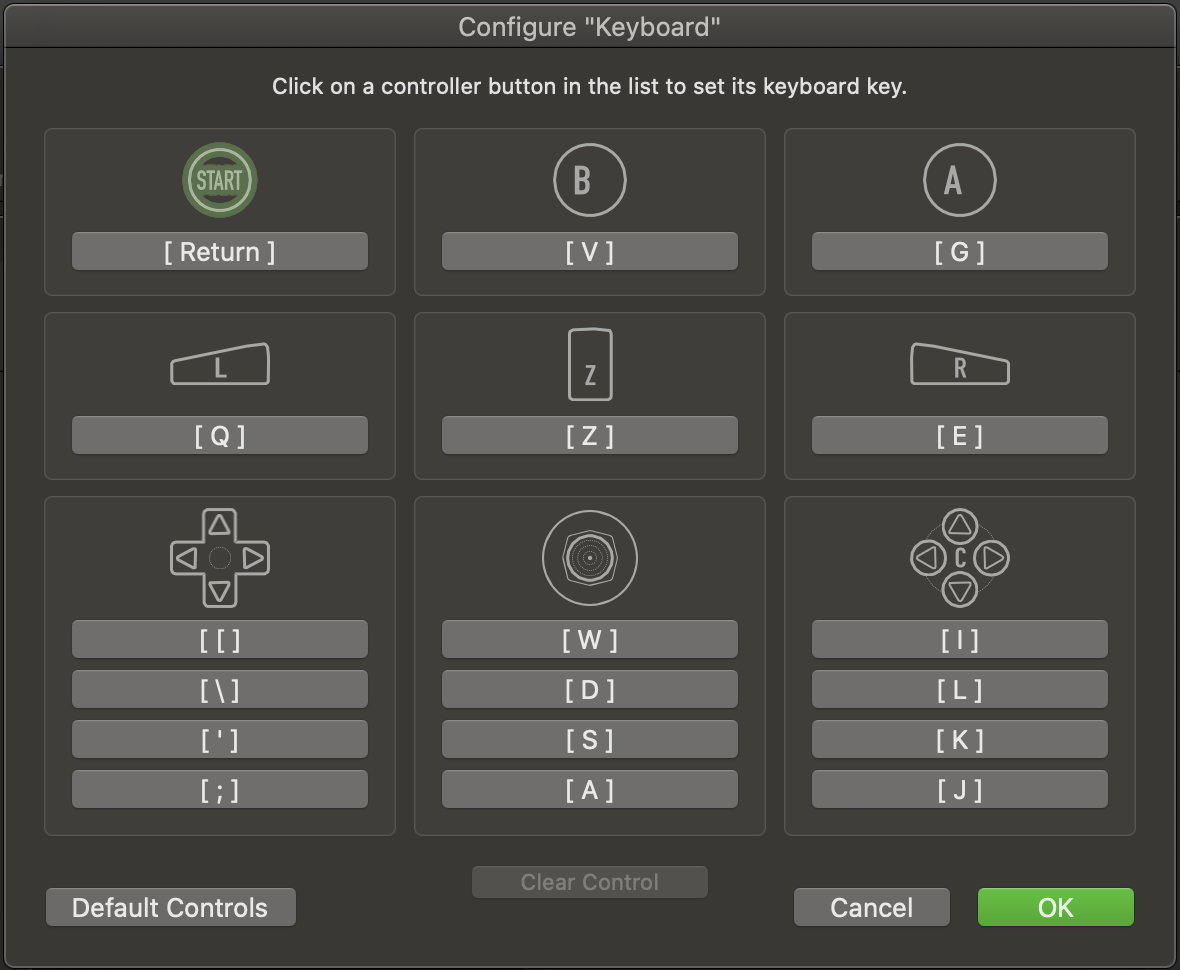 Configure "Keyboard"
Click on a controller button in the list to set its keyboard key.
START
B
A
[ Return ]
[ V ]
[ G ]
L
Z
R
[ Q ]
[ Z ]
[ E ]
C
[ [ ]
[ W ]
[ I ]
[ \ ]
[ D ]
[ L ]
[ ' ]
[ S ]
[ K ]
[ ; ]
[ A ]
[ J ]
Clear Control
Default Controls
Cancel
OK